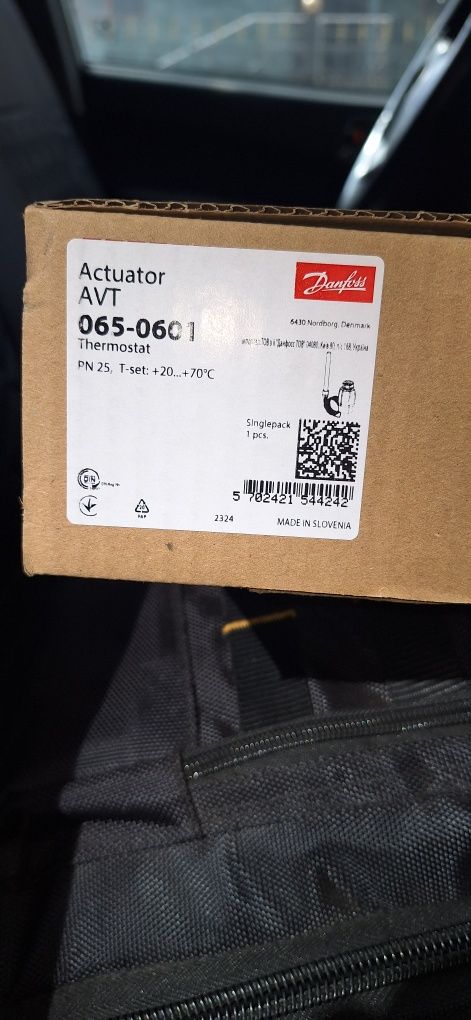 Actuator
AVT
065-0601
Thermostat
PN 25, T-set: +20...+70°C
Danfoss
6430 Nordborg, Denmark
Singlepack
1 pcs.
5 702421 544242
PAP
2324
MADE IN SLOVENIA